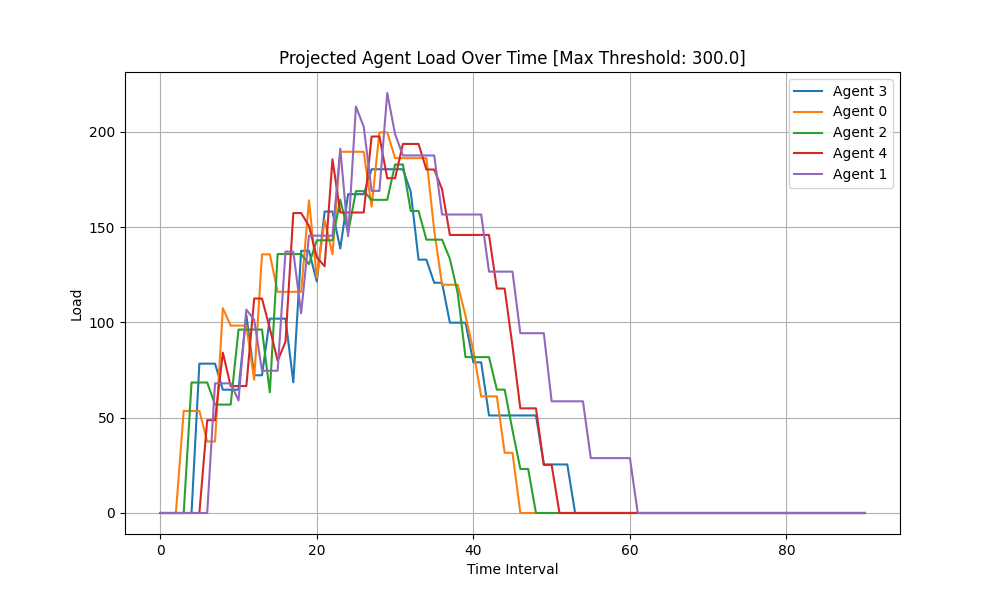 Projected Agent Load Over Time [Max Threshold: 300.0]
Agent 3
Agent 0
Agent 2
Agent 4
Agent 1
200
150
100
50
0
Load
0 20 40 60 80
Time Interval